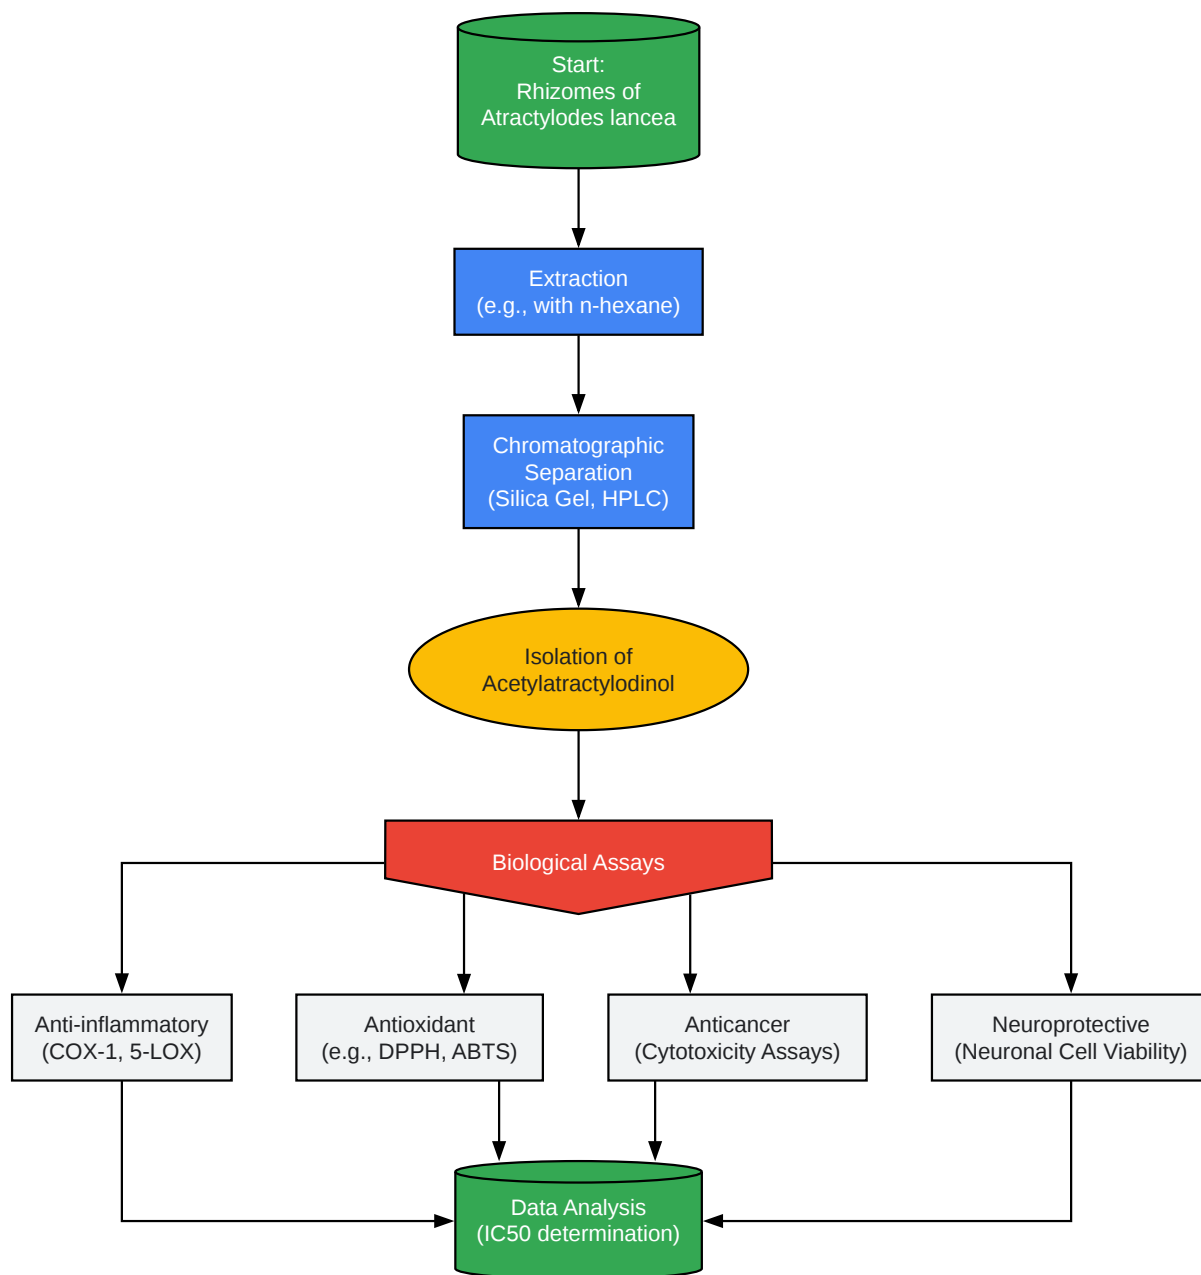 Start:
Rhizomes of
Atractylodes lancea
Extraction
(e.g., with n-hexane)
Chromatographic
Separation
(Silica Gel, HPLC)
Isolation of
Acetylatractylodinol
Biological Assays
Anti-inflammatory
(COX-1, 5-LOX)
Antioxidant
(e.g., DPPH, ABTS)
Anticancer
(Cytotoxicity Assays)
Neuroprotective
(Neuronal Cell Viability)
Data Analysis
(IC50 determination)